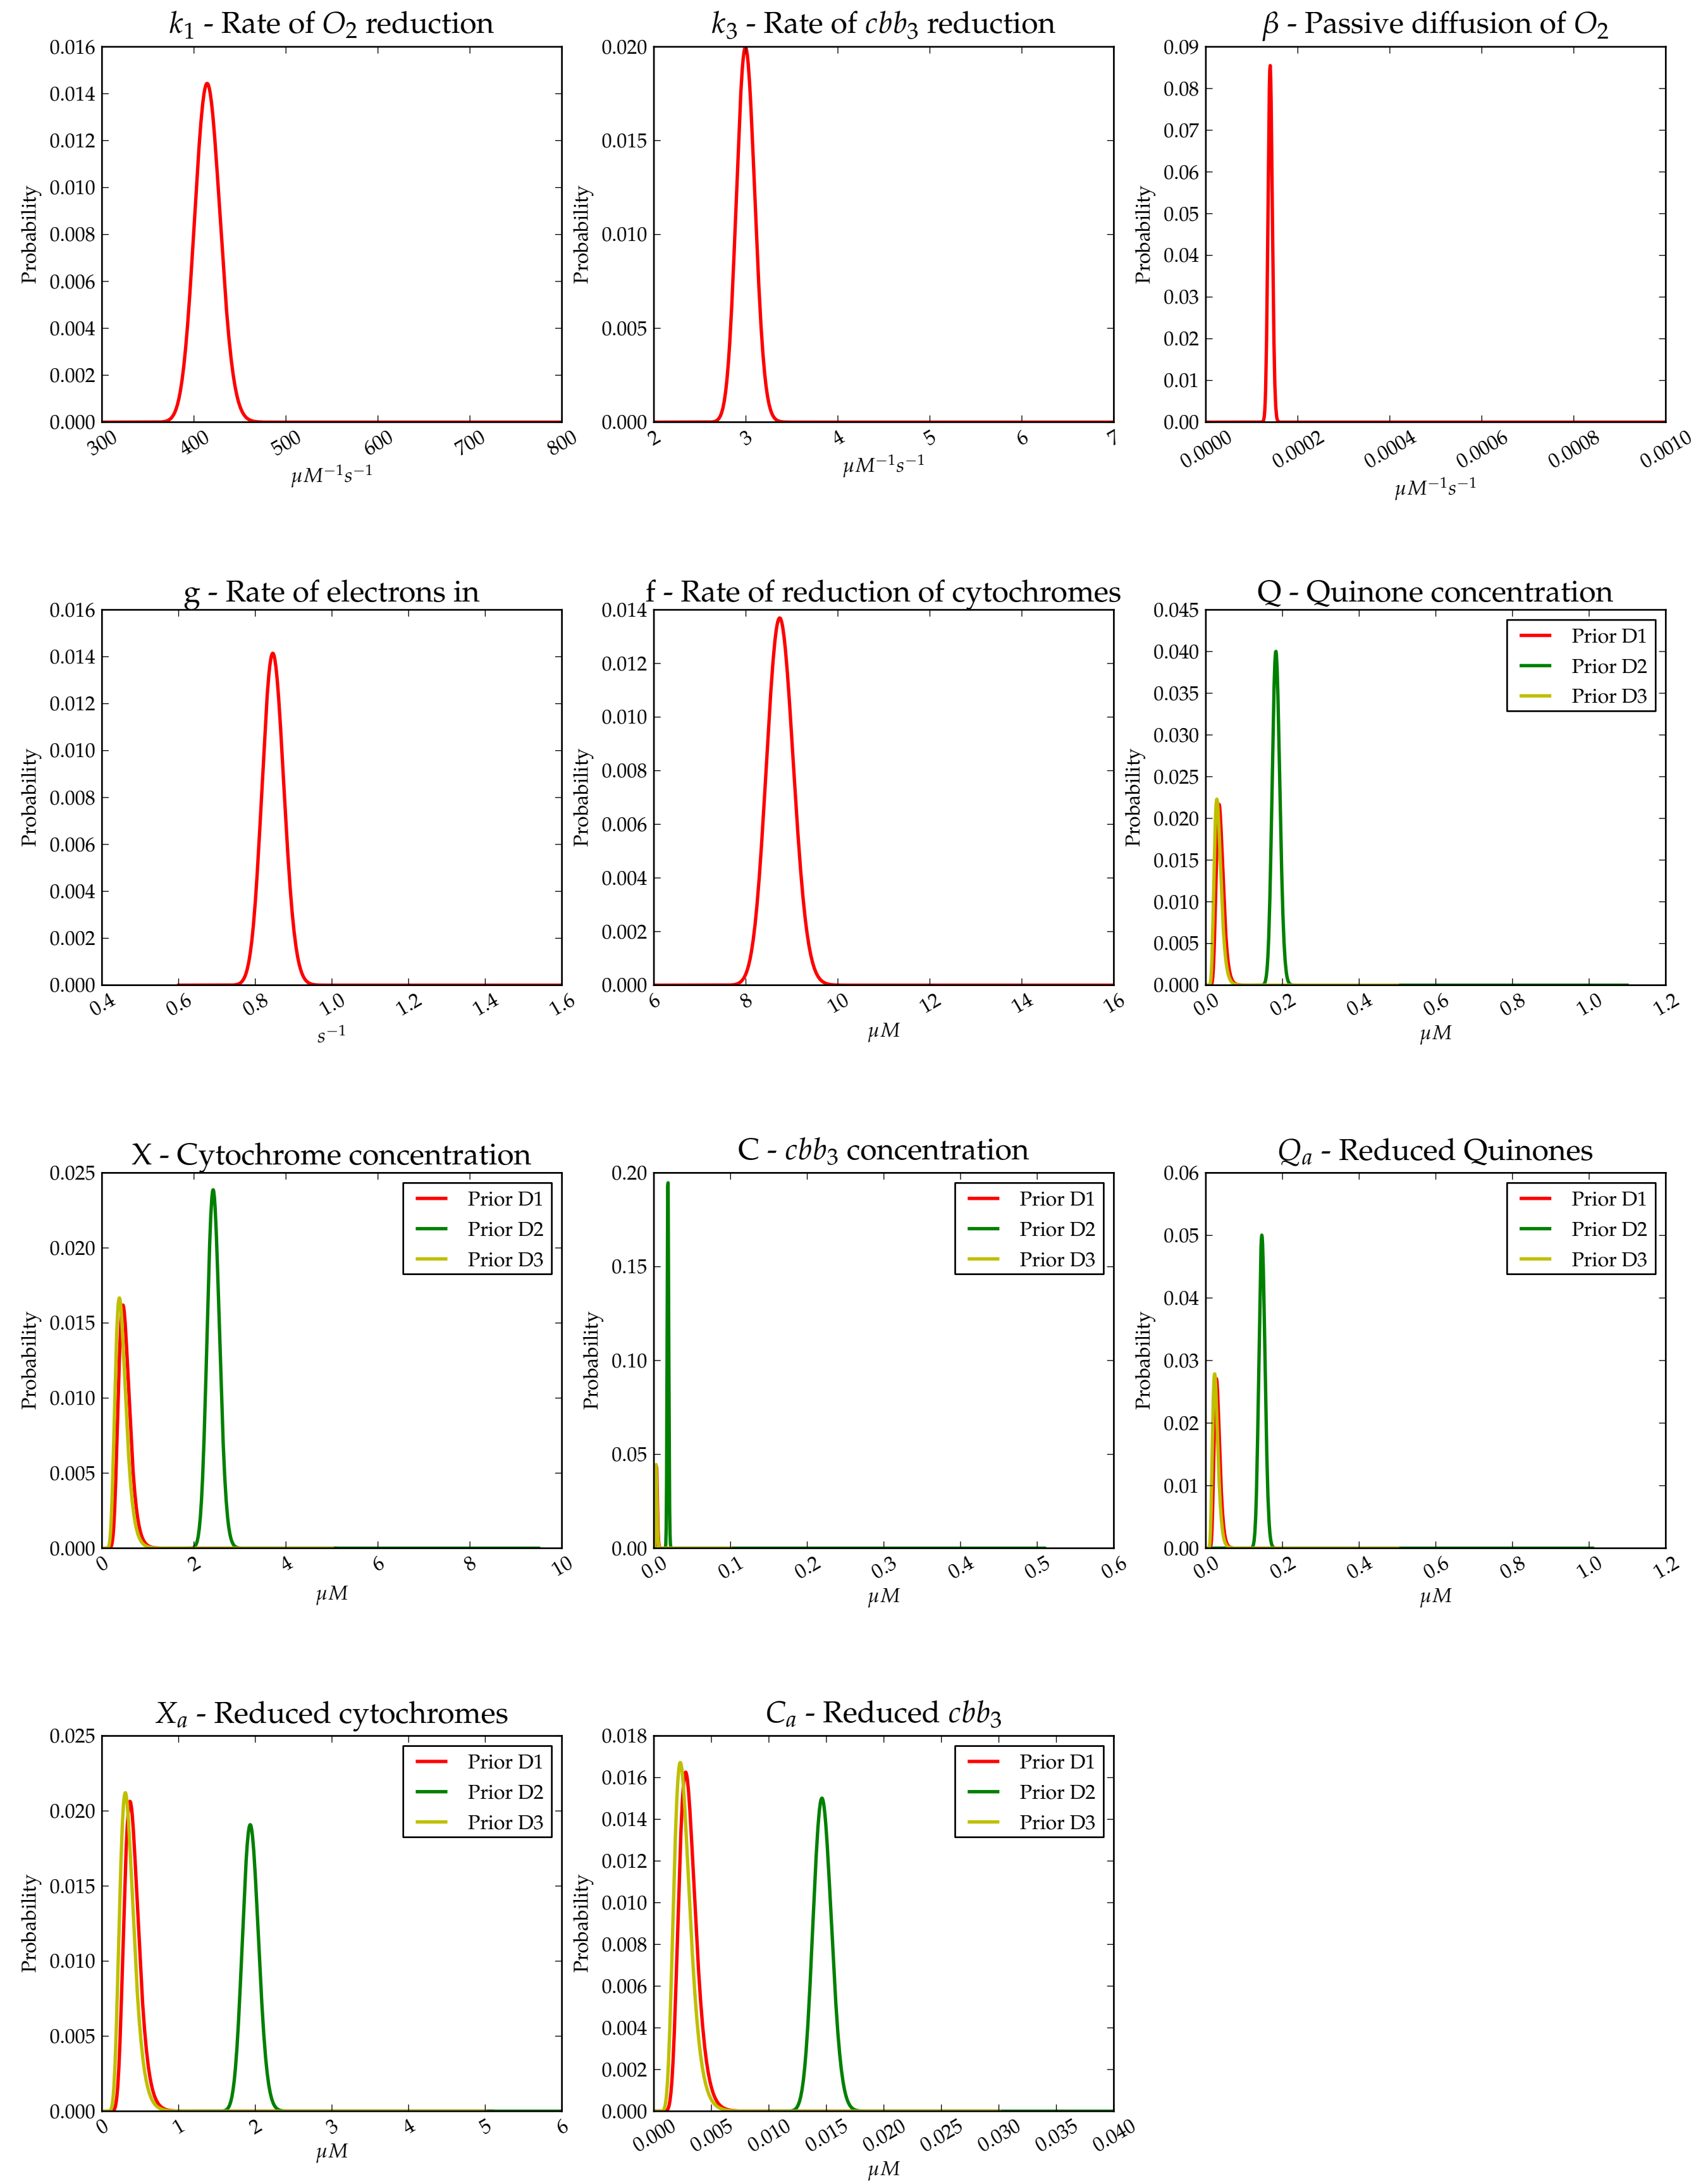 k₁ - Rate of O₂ reduction
0.016
0.014
0.012
0.010
0.008
0.006
0.004
0.002
0.000
Probability
300 400 500 600 700 800
µM⁻¹s⁻¹
k₃ - Rate of cbb₃ reduction
0.020
0.015
0.010
0.005
0.000
Probability
2 3 4 5 6 7
µM⁻¹s⁻¹
β - Passive diffusion of O₂
0.09
0.08
0.07
0.06
0.05
0.04
0.03
0.02
0.01
0.00
Probability
0.0000 0.0002 0.0004 0.0006 0.0008 0.0010
µM⁻¹s⁻¹
g - Rate of electrons in
0.016
0.014
0.012
0.010
0.008
0.006
0.004
0.002
0.000
Probability
0.4 0.6 0.8 1.0 1.2 1.4 1.6
s⁻¹
f - Rate of reduction of cytochromes
0.014
0.012
0.010
0.008
0.006
0.004
0.002
0.000
Probability
6 8 10 12 14 16
µM
Q - Quinone concentration
0.045
0.040
0.035
0.030
0.025
0.020
0.015
0.010
0.005
0.000
Probability
Prior D1
Prior D2
Prior D3
0.0 0.2 0.4 0.6 0.8 1.0 1.2
µM
X - Cytochrome concentration
0.025
0.020
0.015
0.010
0.005
0.000
Probability
Prior D1
Prior D2
Prior D3
0 2 4 6 8 10
µM
C - cbb₃ concentration
0.20
0.15
0.10
0.05
0.00
Probability
Prior D1
Prior D2
Prior D3
0.0 0.1 0.2 0.3 0.4 0.5 0.6
µM
Qₐ - Reduced Quinones
0.06
0.05
0.04
0.03
0.02
0.01
0.00
Probability
Prior D1
Prior D2
Prior D3
0.0 0.2 0.4 0.6 0.8 1.0 1.2
µM
Xₐ - Reduced cytochromes
0.025
0.020
0.015
0.010
0.005
0.000
Probability
Prior D1
Prior D2
Prior D3
0 1 2 3 4 5 6
µM
Cₐ - Reduced cbb₃
0.018
0.016
0.014
0.012
0.010
0.008
0.006
0.004
0.002
0.000
Probability
Prior D1
Prior D2
Prior D3
0.000 0.005 0.010 0.015 0.020 0.025 0.030 0.035 0.040
µM